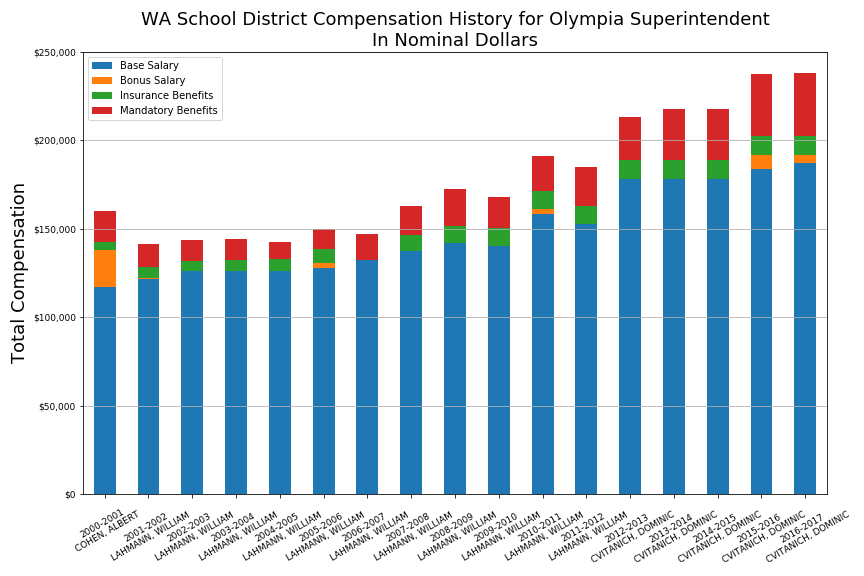 WA School District Compensation History for Olympia Superintendent
In Nominal Dollars
$250,000
$200,000
$150,000
$100,000
$50,000
$0
Total Compensation
Base Salary
Bonus Salary
Insurance Benefits
Mandatory Benefits
2000-2001
COHEN, ALBERT
2001-2002
LAHMANN, WILLIAM
2002-2003
LAHMANN, WILLIAM
2003-2004
LAHMANN, WILLIAM
2004-2005
LAHMANN, WILLIAM
2005-2006
LAHMANN, WILLIAM
2006-2007
LAHMANN, WILLIAM
2007-2008
LAHMANN, WILLIAM
2008-2009
LAHMANN, WILLIAM
2009-2010
LAHMANN, WILLIAM
2010-2011
LAHMANN, WILLIAM
2011-2012
LAHMANN, WILLIAM
2012-2013
CVITANICH, DOMINIC
2013-2014
CVITANICH, DOMINIC
2014-2015
CVITANICH, DOMINIC
2015-2016
CVITANICH, DOMINIC
2016-2017
CVITANICH, DOMINIC